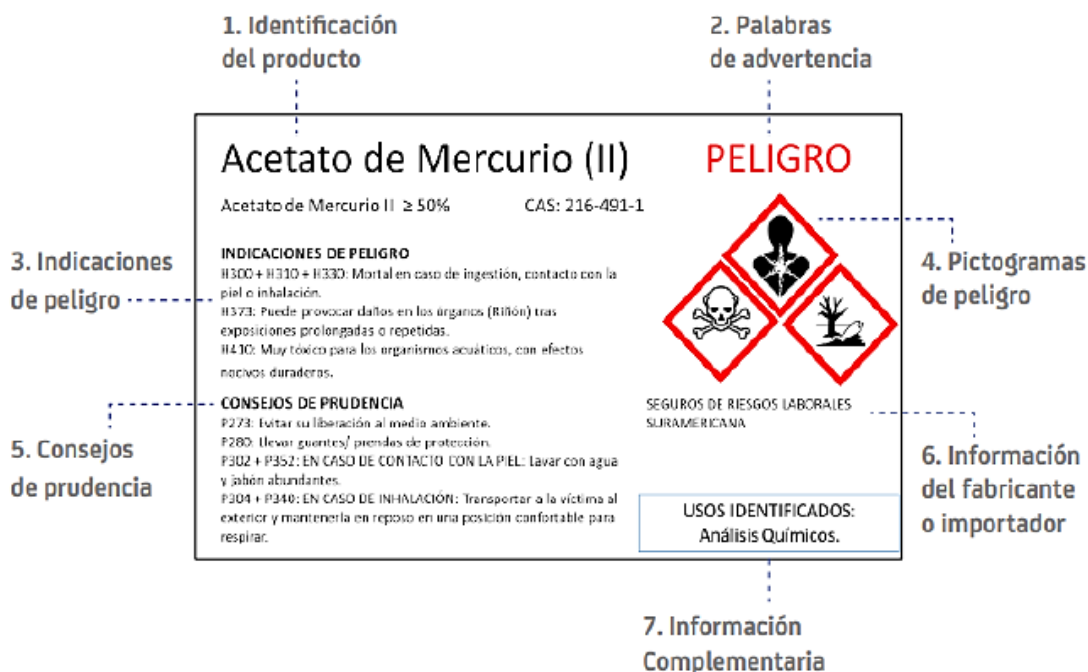 1. Identificación
del producto
2. Palabras
de advertencia
Acetato de Mercurio (II)
PELIGRO
Acetato de Mercurio II ≥ 50%
CAS: 216-491-1
3. Indicaciones
de peligro
INDICACIONES DE PELIGRO
H300 + H310 + H330: Mortal en caso de ingestión, contacto con la
piel o inhalación.
H373: Puede provocar daños en los órganos (Riñón) tras
exposiciones prolongadas o repetidas.
H410: Muy tóxico para los organismos acuáticos, con efectos
nocivos duraderos.
4. Pictogramas
de peligro
5. Consejos
de prudencia
CONSEJOS DE PRUDENCIA
P273: Evitar su liberación al medio ambiente.
P280: Llevar guantes/ prendas de protección.
P302 + P352: EN CASO DE CONTACTO CON LA PIEL: Lavar con agua
y jabón abundantes.
P304 + P340: EN CASO DE INHALACIÓN: Transportar a la víctima al
exterior y mantenerla en reposo en una posición confortable para
respirar.
SEGUROS DE RIESGOS LABORALES
SURAMERICANA
6. Información
del fabricante
o importador
USOS IDENTIFICADOS:
Análisis Químicos.
7. Información
Complementaria